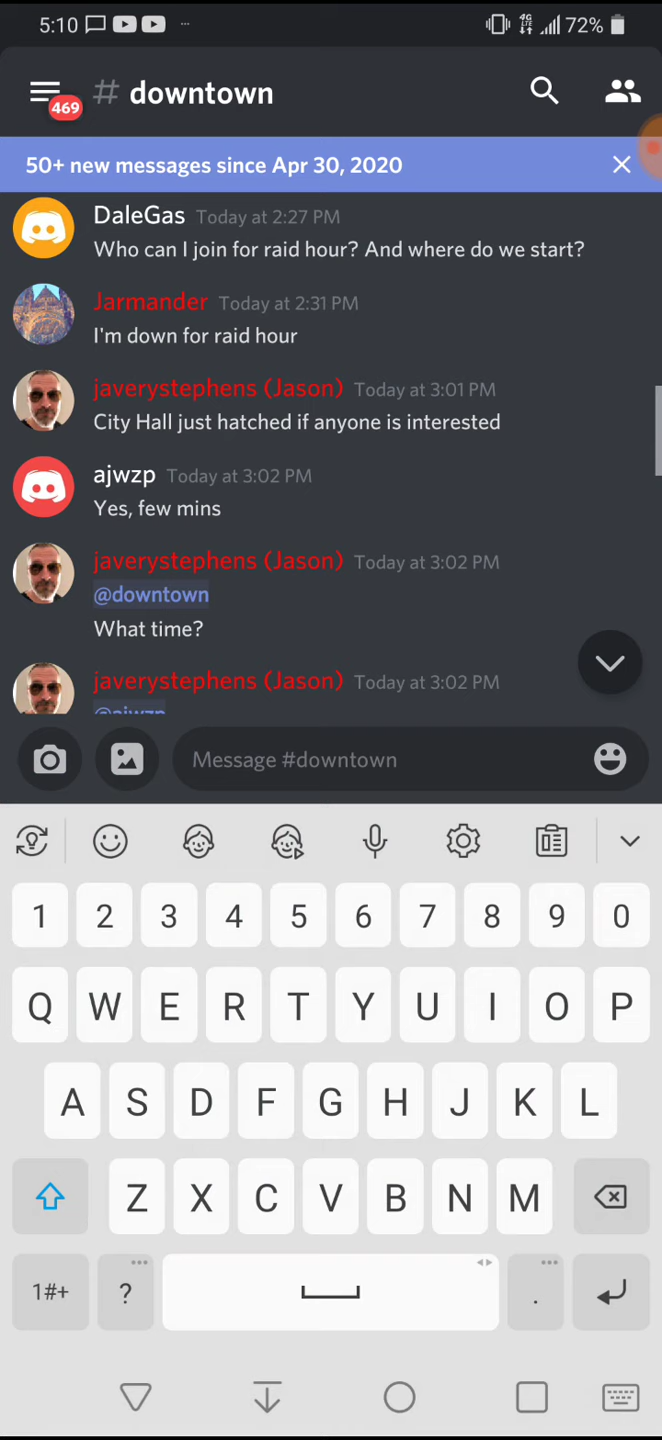 5:10 72%
469 # downtown
50+ new messages since Apr 30, 2020
DaleGas Today at 2:27 PM
Who can I join for raid hour? And where do we start?
Jarmander Today at 2:31 PM
I'm down for raid hour
javerystephens (Jason) Today at 3:01 PM
City Hall just hatched if anyone is interested
ajwzp Today at 3:02 PM
Yes, few mins
javerystephens (Jason) Today at 3:02 PM
@downtown
What time?
javerystephens (Jason) Today at 3:02 PM
@ajwzp
Message #downtown
1 2 3 4 5 6 7 8 9 0
Q W E R T Y U I O P
A S D F G H J K L
Z X C V B N M
1#+ ? .